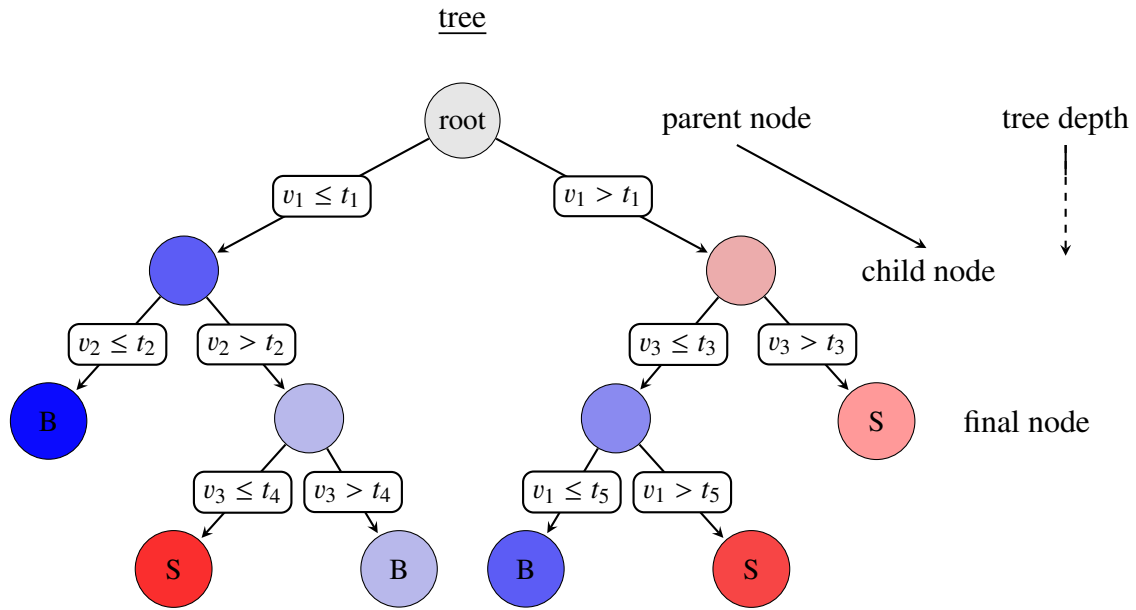 tree
root
parent node
tree depth
v₁ ≤ t₁
v₁ > t₁
child node
v₂ ≤ t₂
v₂ > t₂
v₃ ≤ t₃
v₃ > t₃
B
S
final node
v₃ ≤ t₄
v₃ > t₄
v₁ ≤ t₅
v₁ > t₅
S
B
B
S